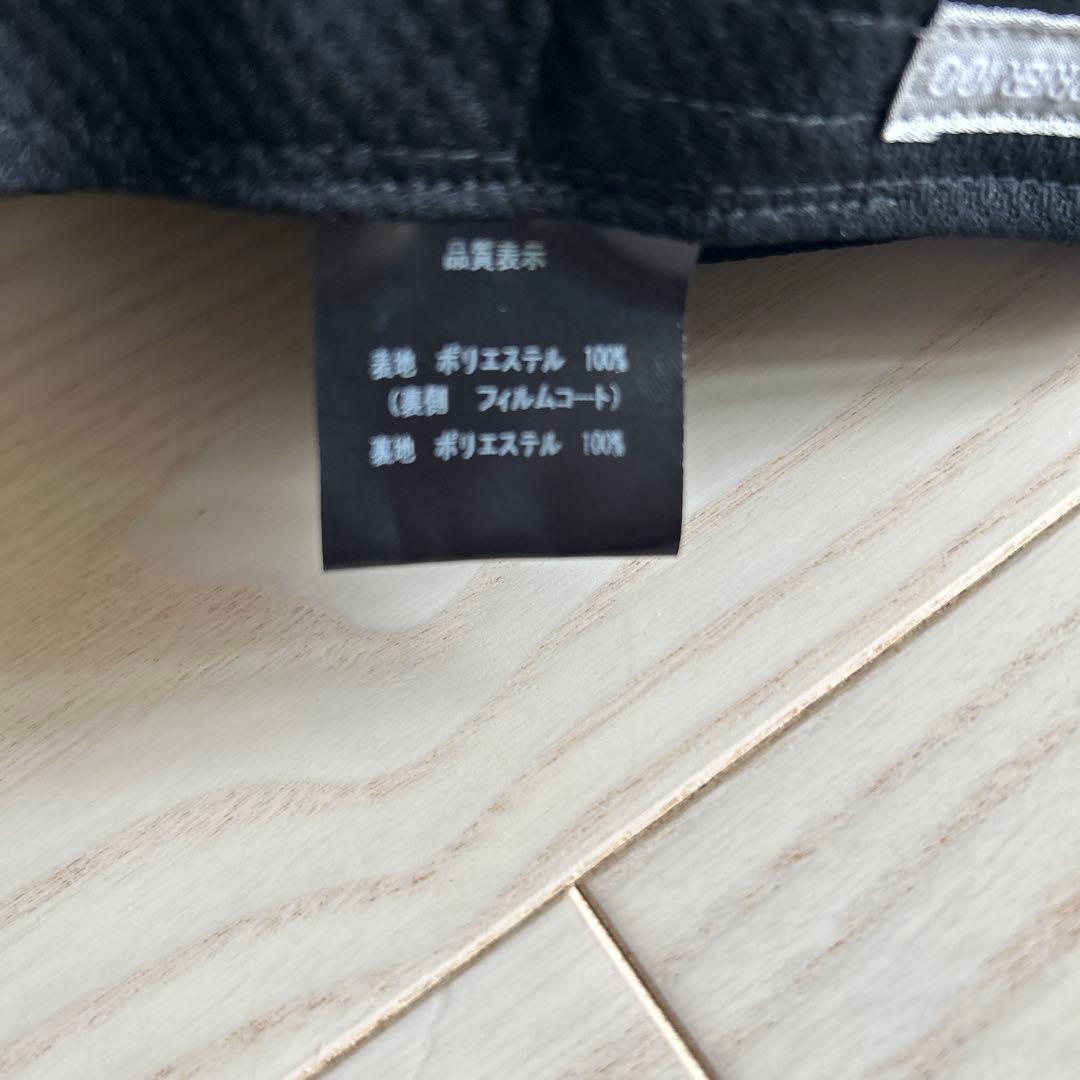 品質表示
表地 ポリエステル 100%
(裏側 フィルムコート)
裏地 ポリエステル 100%